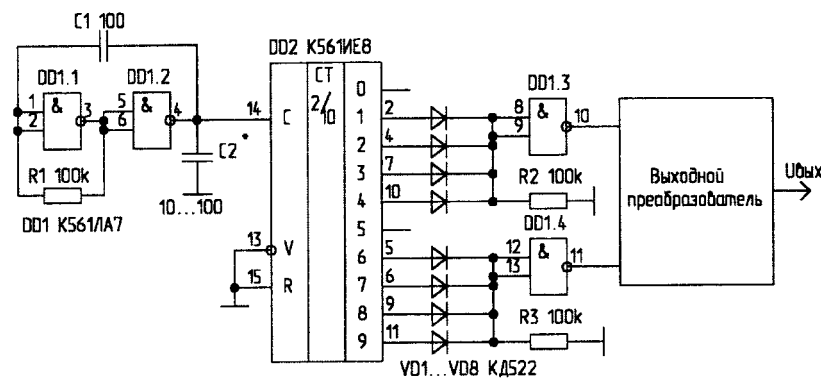 C1 100
DD2 К561ИЕ8
DD1.1
DD1.2
DD1.3
1
2
&
3
5
6
&
4
14
C
CT
2/10
0
1
2
3
4
5
6
7
8
9
2
4
7
10
5
6
9
11
8
9
&
10
C2 *
10...100
R1 100k
DD1 К561ЛА7
13
V
15
R
R2 100k
DD1.4
12
13
&
11
R3 100k
VD1...VD8 КД522
Выходной
преобразователь
Uвых